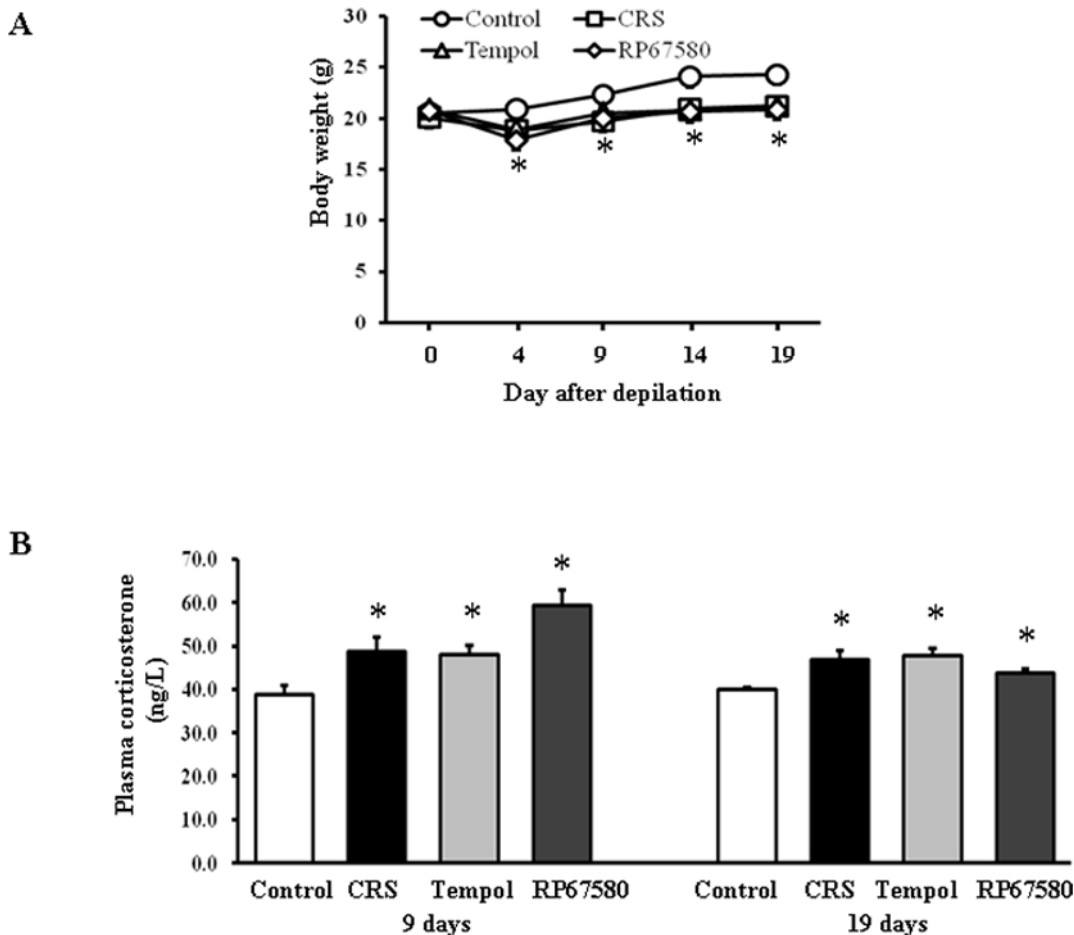 A
Control CRS
Tempol RP67580
Body weight (g)
30
25
20
15
10
5
0
* * * *
0 4 9 14 19
Day after depilation
B
Plasma corticosterone
(ng/L)
70.0
60.0
50.0
40.0
30.0
20.0
10.0
0.0
* * * * * *
Control CRS Tempol RP67580 Control CRS Tempol RP67580
9 days 19 days